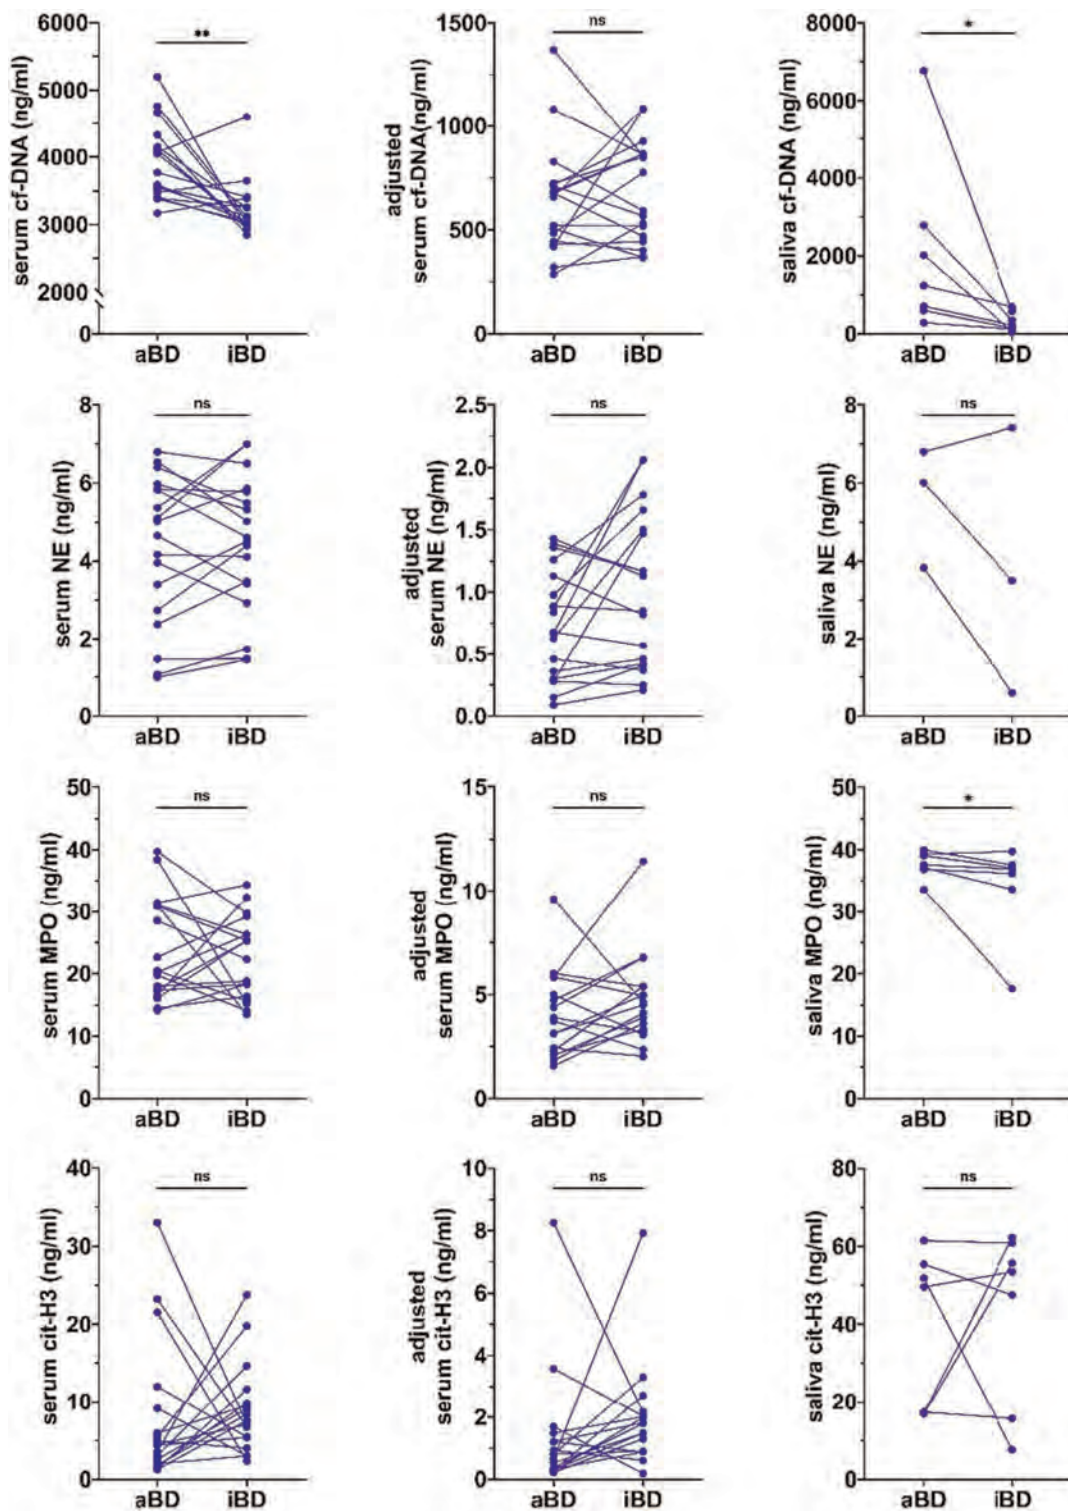 serum cf-DNA (ng/ml)
6000
5000
4000
3000
2000
0
**
aBD iBD
adjusted
serum cf-DNA(ng/ml)
1500
1000
500
0
ns
aBD iBD
saliva cf-DNA (ng/ml)
8000
6000
4000
2000
0
*
aBD iBD
serum NE (ng/ml)
8
6
4
2
0
ns
aBD iBD
adjusted
serum NE (ng/ml)
2.5
2.0
1.5
1.0
0.5
0.0
ns
aBD iBD
saliva NE (ng/ml)
8
6
4
2
0
ns
aBD iBD
serum MPO (ng/ml)
50
40
30
20
10
0
ns
aBD iBD
adjusted
serum MPO (ng/ml)
15
10
5
0
ns
aBD iBD
saliva MPO (ng/ml)
50
40
30
20
10
0
*
aBD iBD
serum cit-H3 (ng/ml)
40
30
20
10
0
ns
aBD iBD
adjusted
serum cit-H3 (ng/ml)
10
8
6
4
2
0
ns
aBD iBD
saliva cit-H3 (ng/ml)
80
60
40
20
0
ns
aBD iBD